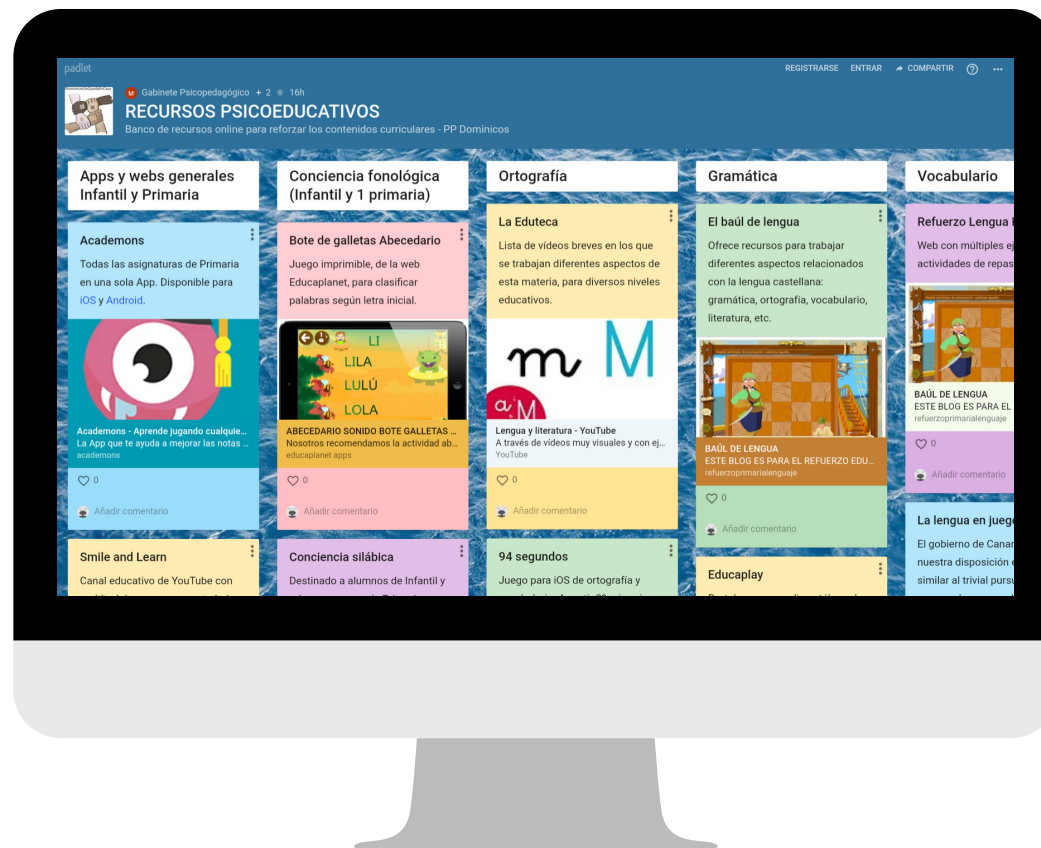 padlet
REGISTRARSE ENTRAR COMPARTIR
M Gabinete Psicopedagógico + 2 16h
RECURSOS PSICOEDUCATIVOS
Banco de recursos online para reforzar los contenidos curriculares - PP Dominicos
Apps y webs generales
Infantil y Primaria
Academons
Todas las asignaturas de Primaria
en una sola App. Disponible para
iOS y Android.
Academons - Aprende jugando cualquie...
La App que te ayuda a mejorar las notas ...
academons
0
Añadir comentario
Smile and Learn
Canal educativo de YouTube con
Conciencia fonológica
(Infantil y 1 primaria)
Bote de galletas Abecedario
Juego imprimible, de la web
Educaplanet, para clasificar
palabras según letra inicial.
LI
LILA
LULÚ
LOLA
ABECEDARIO SONIDO BOTE GALLETAS ...
Nosotros recomendamos la actividad ab...
educaplanet apps
0
Añadir comentario
Conciencia silábica
Destinado a alumnos de Infantil y
Ortografía
La Eduteca
Lista de vídeos breves en los que
se trabajan diferentes aspectos de
esta materia, para diversos niveles
educativos.
m M
a:M
Lengua y literatura - YouTube
A través de vídeos muy visuales y con ej...
YouTube
0
Añadir comentario
94 segundos
Juego para iOS de ortografía y
Gramática
El baúl de lengua
Ofrece recursos para trabajar
diferentes aspectos relacionados
con la lengua castellana:
gramática, ortografía, vocabulario,
literatura, etc.
BAÚL DE LENGUA
ESTE BLOG ES PARA EL REFUERZO EDU...
refuerzoprimarialenguaje
0
Añadir comentario
Educaplay
Vocabulario
Refuerzo Lengua
Web con múltiples ej
actividades de repas
BAÚL DE LENGUA
ESTE BLOG ES PARA EL
refuerzoprimarialenguaje
0
Añadir comentario
La lengua en jueg
El gobierno de Canar
nuestra disposición
similar al trivial pursu